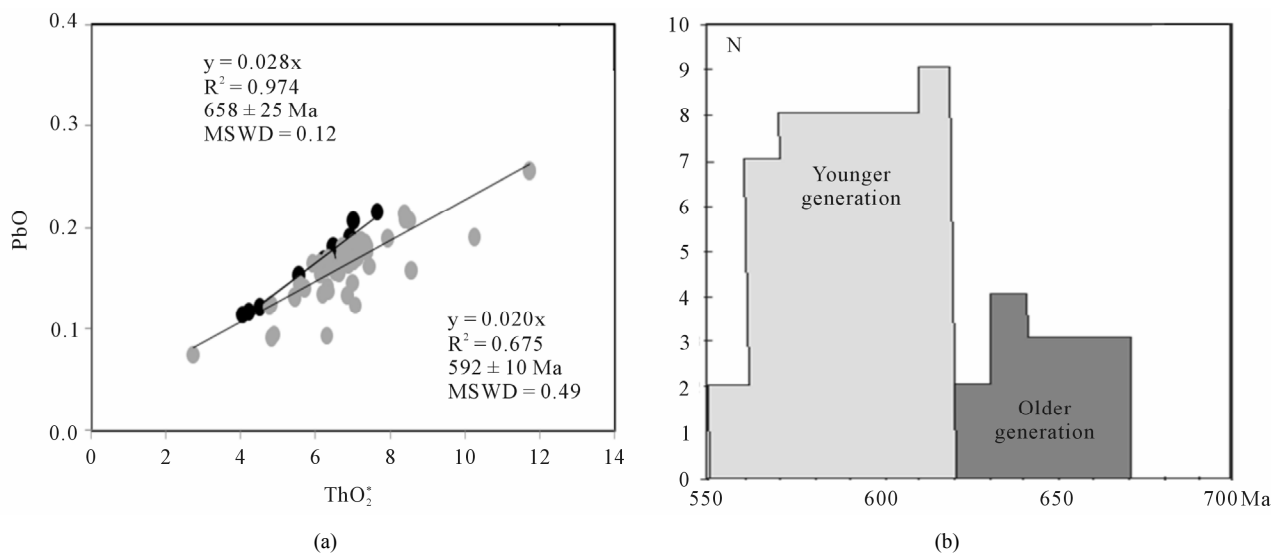 0.4
0.3
0.2
0.1
0.0
PbO
y = 0.028x
R² = 0.974
658 ± 25 Ma
MSWD = 0.12
y = 0.020x
R² = 0.675
592 ± 10 Ma
MSWD = 0.49
0 2 4 6 8 10 12 14
ThO₂*
(a)
10
9
8
7
6
5
4
3
2
1
0
N
Younger
generation
Older
generation
550 600 650 700 Ma
(b)